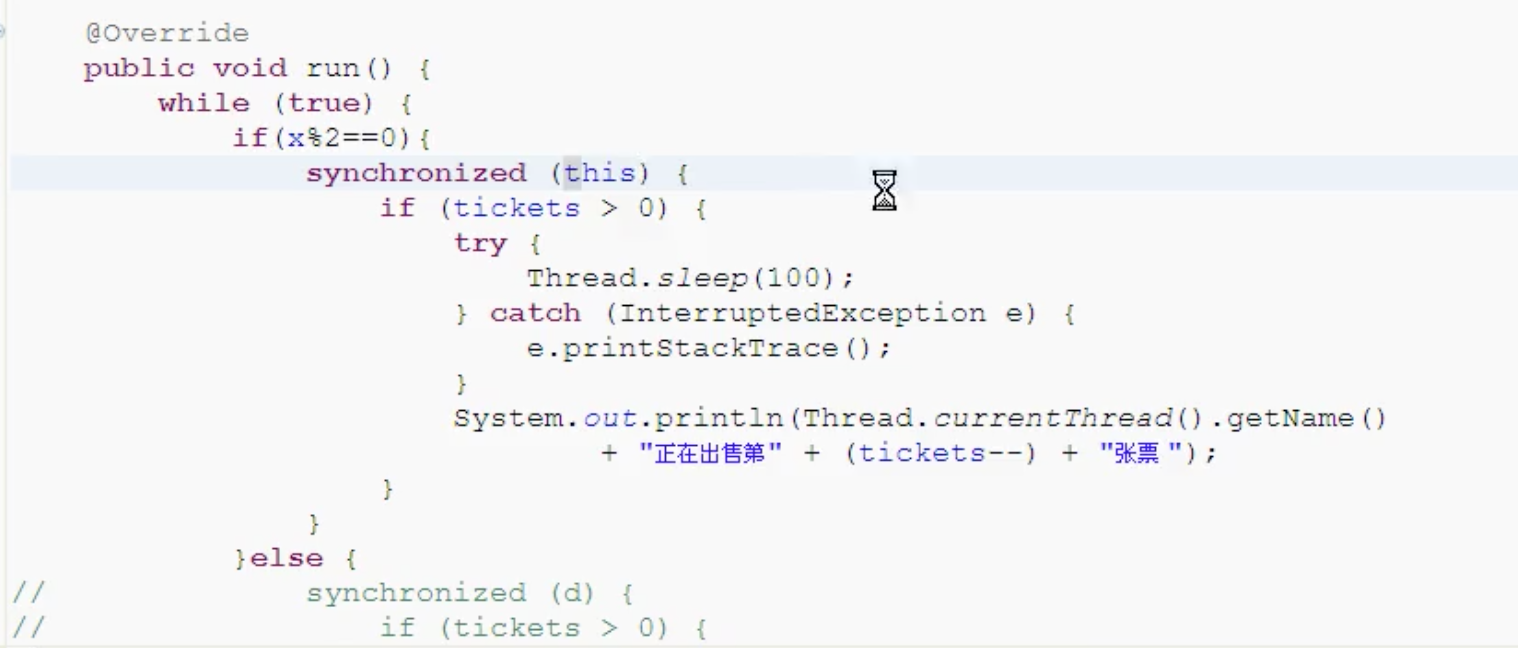 @Override
public void run() {
while (true) {
if(x%2==0){
synchronized (this) {
if (tickets > 0) {
try {
Thread.sleep(100);
} catch (InterruptedException e) {
e.printStackTrace();
}
System.out.println(Thread.currentThread().getName()
+ "正在出售第" + (tickets--) + "张票 ");
}
}
}else {
// synchronized (d) {
// if (tickets > 0) {